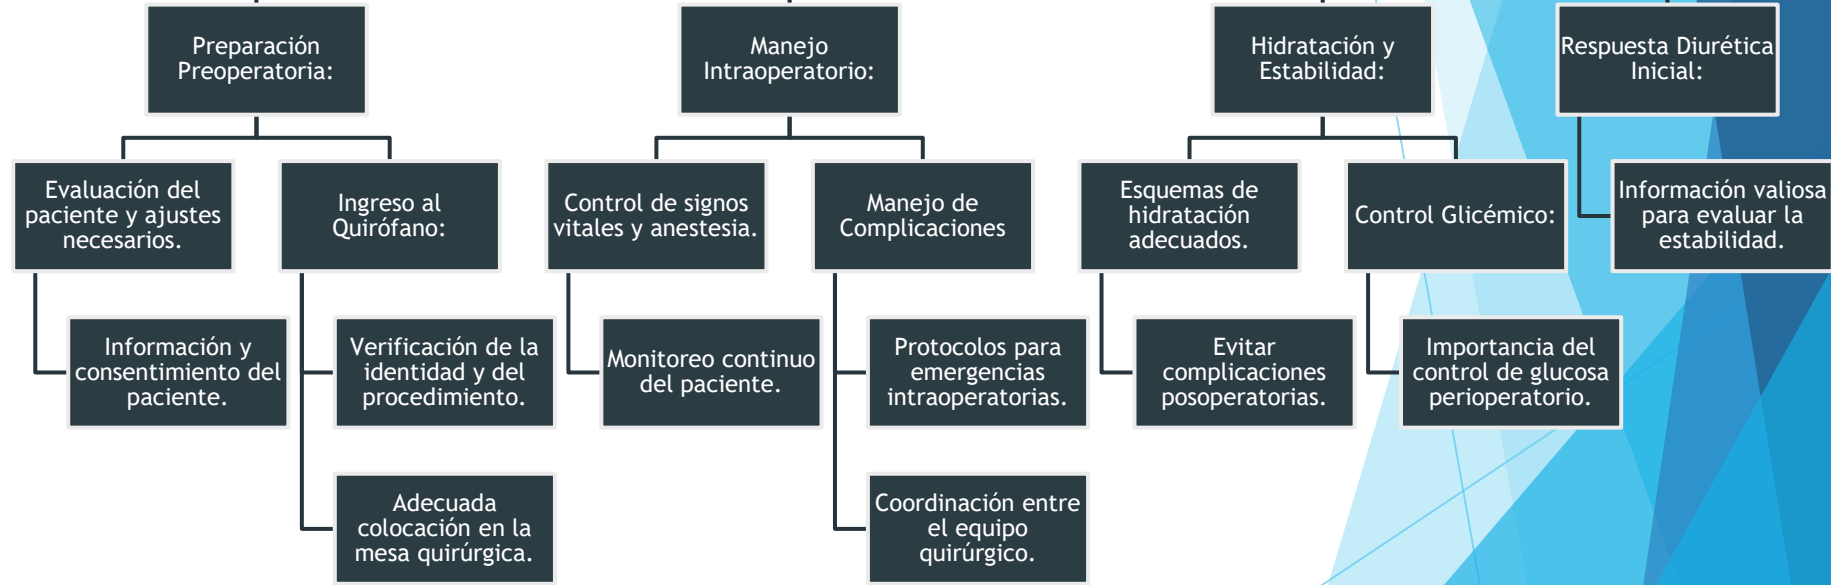 Preparación
Preoperatoria:
Manejo
Intraoperatorio:
Hidratación y
Estabilidad:
Respuesta Diurética
Inicial:
Evaluación del
paciente y ajustes
necesarios.
Ingreso al
Quirófano:
Control de signos
vitales y anestesia.
Manejo de
Complicaciones
Esquemas de
hidratación
adecuados.
Control Glicémico:
Información valiosa
para evaluar la
estabilidad.
Información y
consentimiento del
paciente.
Verificación de la
identidad y del
procedimiento.
Monitoreo continuo
del paciente.
Protocolos para
emergencias
intraoperatorias.
Evitar
complicaciones
posoperatorias.
Importancia del
control de glucosa
perioperatorio.
Adecuada
colocación en la
mesa quirúrgica.
Coordinación entre
el equipo
quirúrgico.